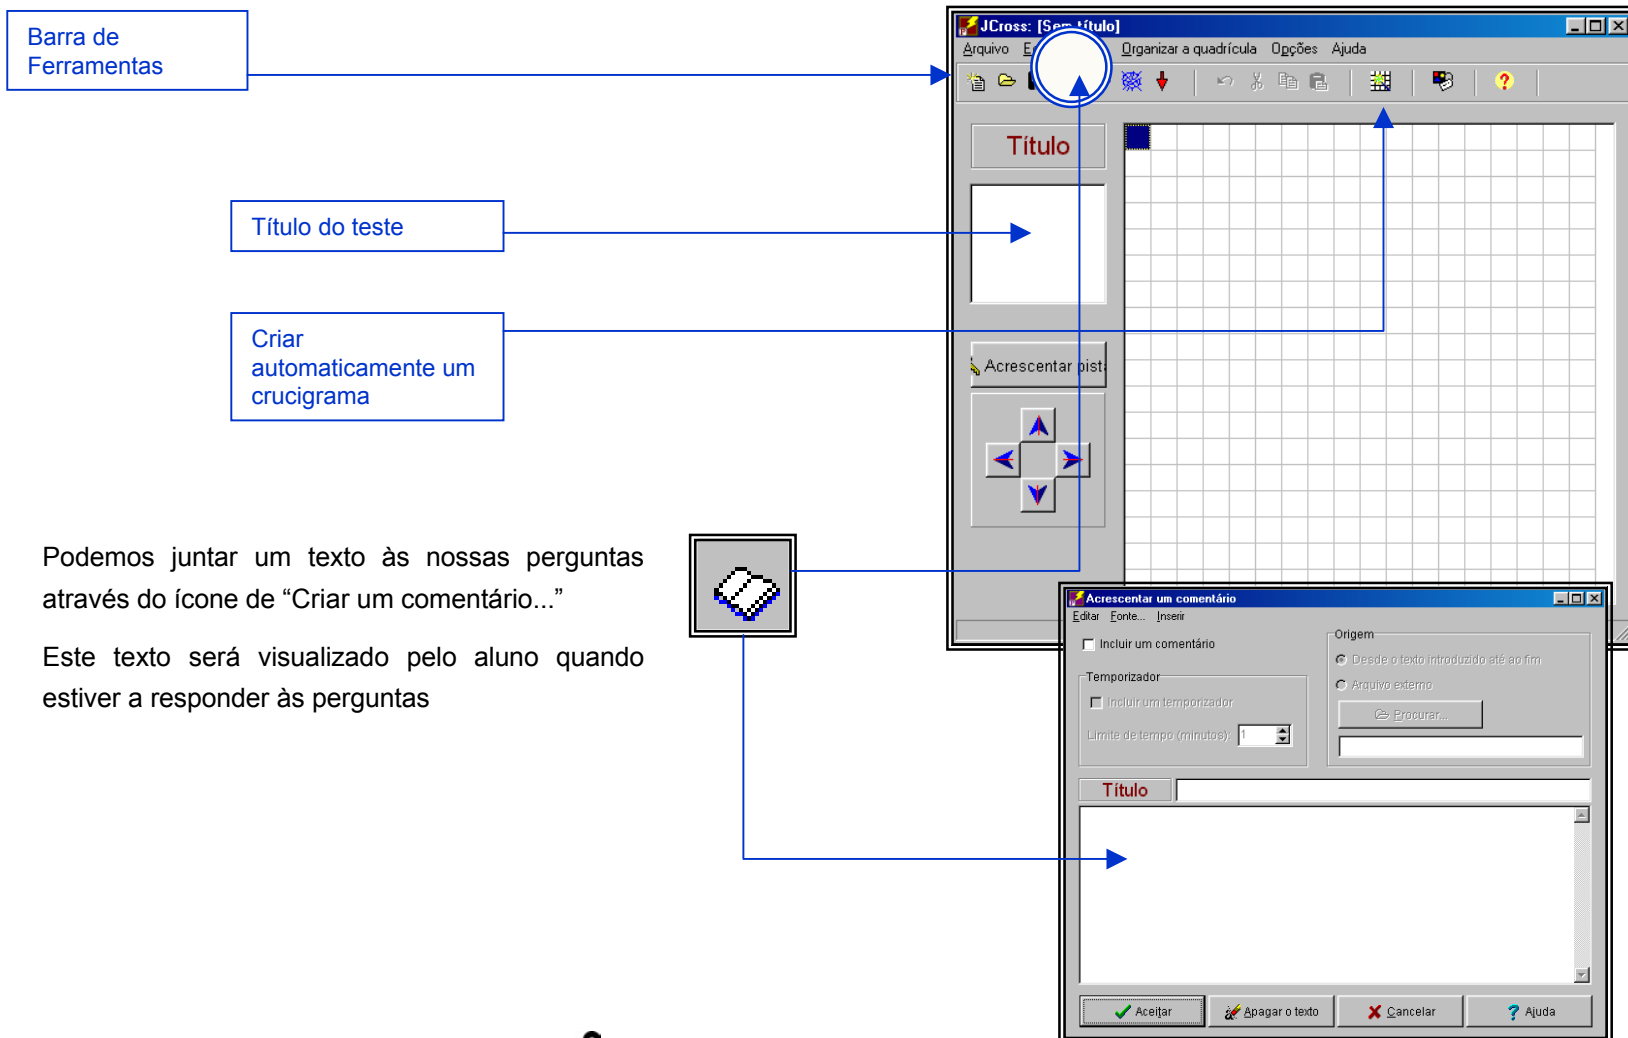 Barra de
Ferramentas
Título do teste
Criar
automaticamente um
crucigrama
Podemos juntar um texto às nossas perguntas
através do ícone de “Criar um comentário...”
Este texto será visualizado pelo aluno quando
estiver a responder às perguntas
JCross: [Sem título]
Arquivo Organizar a quadrícula Opções Ajuda
Título
Acrescentar pista
Acrescentar um comentário
Editar Fonte... Inserir
Incluir um comentário
Temporizador
Incluir um temporizador
Limite de tempo (minutos): 1
Origem
Desde o texto introduzido até ao fim
Arquivo externo
Procurar...
Título
Aceitar Apagar o texto Cancelar Ajuda